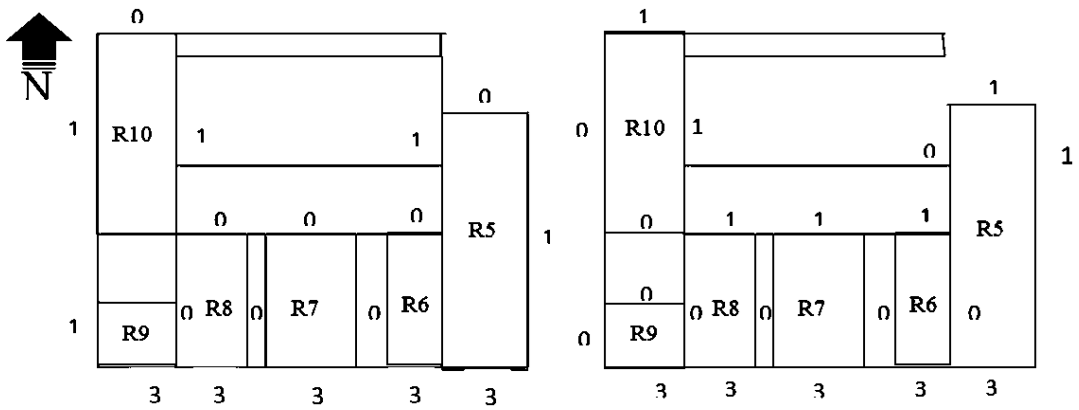 0 1
N
0 1
1 R10 1 1 0 R10 1 0 1
0 0 0 R5 1 0 1 1 1 R5
0
1 R9 0 R8 0 R7 0 R6 0 R9 0 R8 0 R7 0 R6 0
3 3 3 3 3 3 3 3 3 3